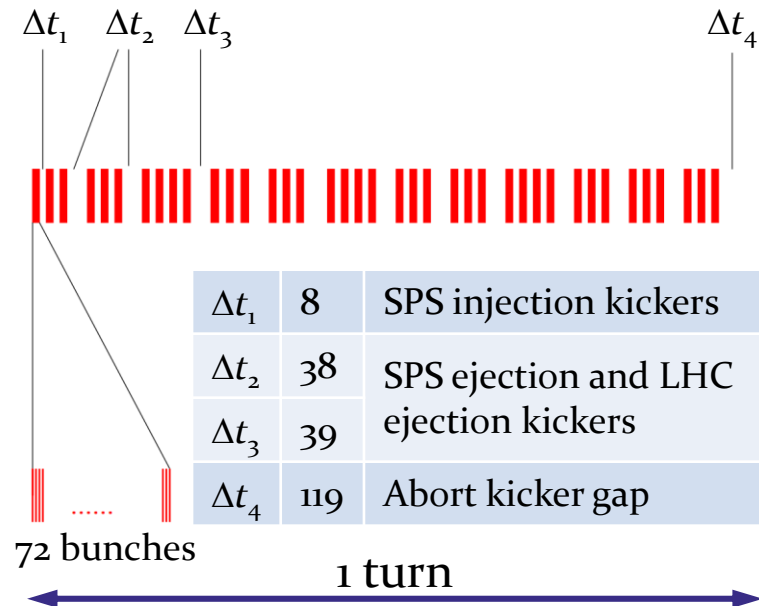 Δt₁ Δt₂ Δt₃ Δt₄
Δt₁ 8 SPS injection kickers
Δt₂ 38 SPS ejection and LHC
ejection kickers
Δt₃ 39
Δt₄ 119 Abort kicker gap
......
72 bunches
1 turn